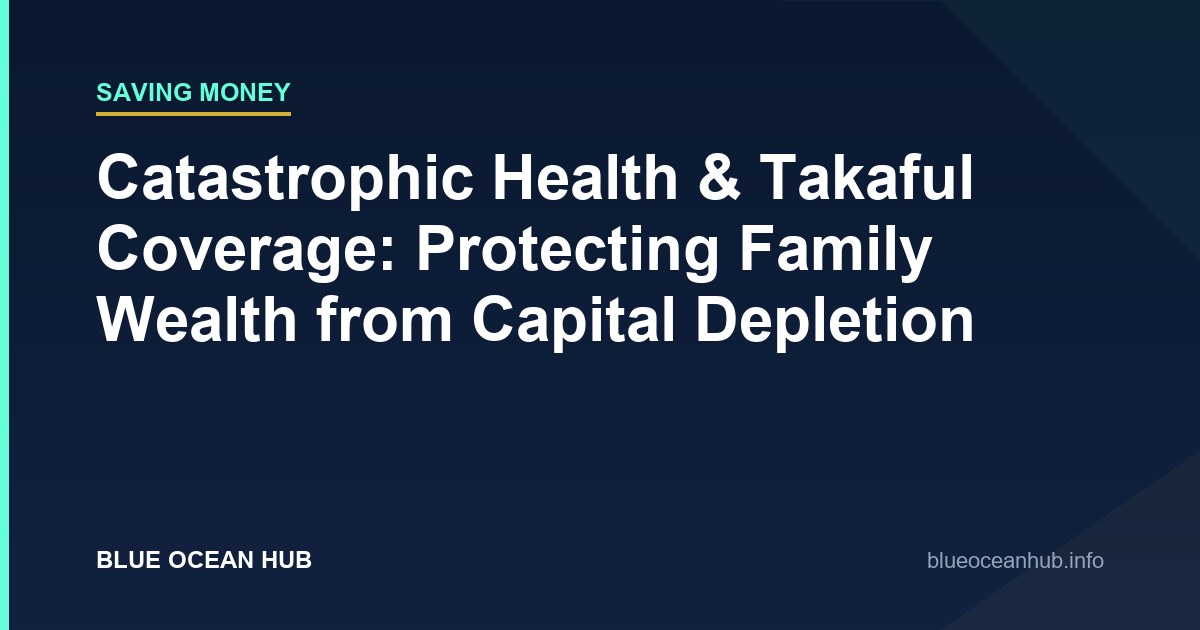 SAVING MONEY
Catastrophic Health & Takaful
Coverage: Protecting Family
Wealth from Capital Depletion
BLUE OCEAN HUB
blueoceanhub.info